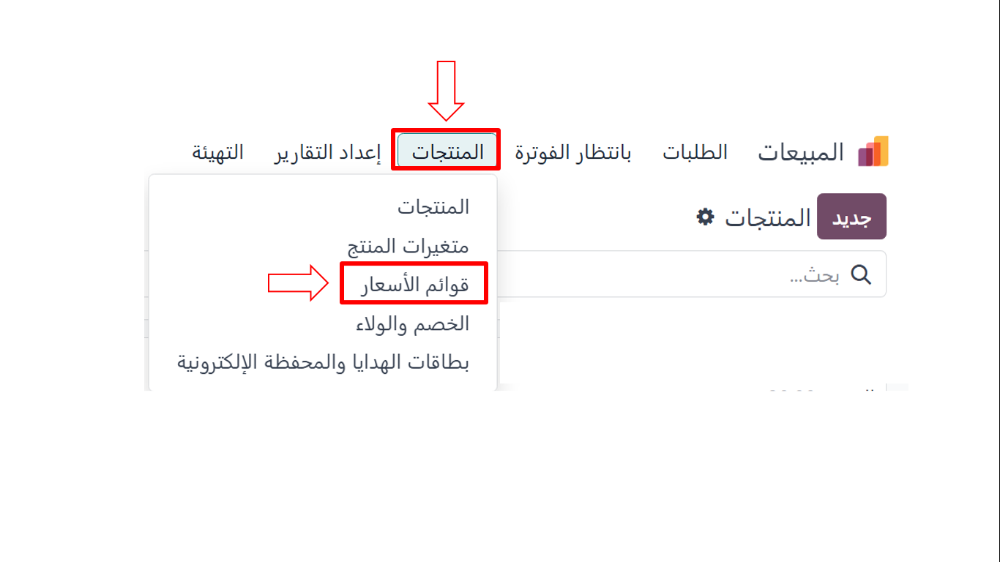 المبيعات الطلبات بانتظار الفوترة المنتجات إعداد التقارير التهيئة
جديد المنتجات
بحث...
المنتجات
متغيرات المنتج
قوائم الأسعار
الخصم والولاء
بطاقات الهدايا والمحفظة الإلكترونية